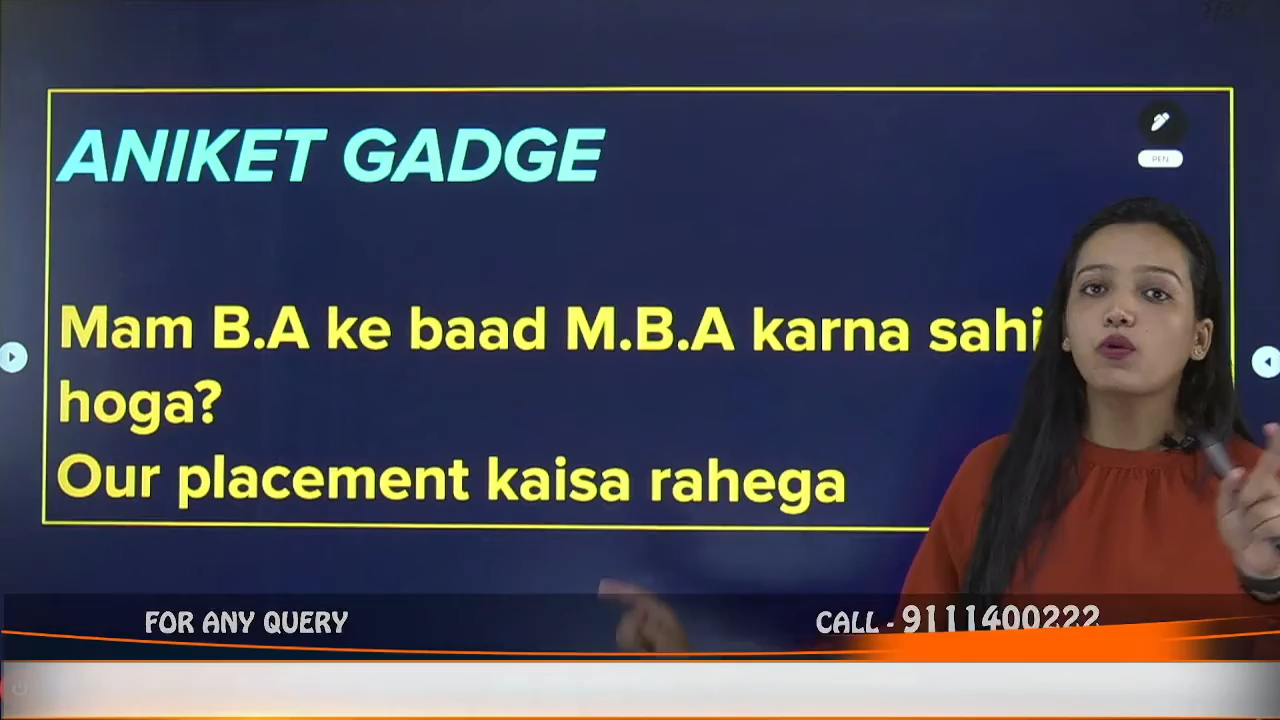 ANIKET GADGE
PEN
Mam B.A ke baad M.B.A karna sahi
hoga?
Our placement kaisa rahega
FOR ANY QUERY
CALL - 9111400222